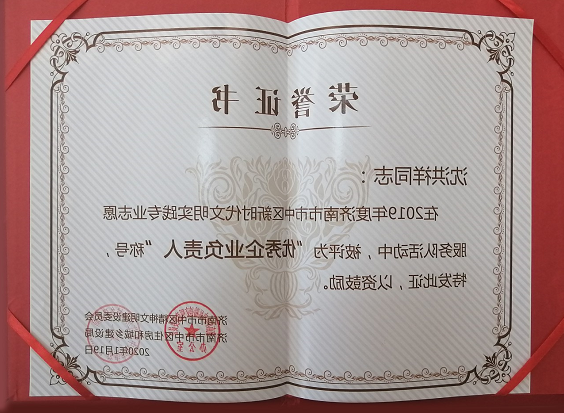 荣誉证书
沈洪祥同志：
在2019年度济南市市中区新时代文明实践专业志愿
服务队活动中，被评为“优秀企业负责人”称号，
特发此证，以资鼓励。
济南市市中区精神文明建设委员会
济南市市中区住房和城乡建设局
2020年1月19日